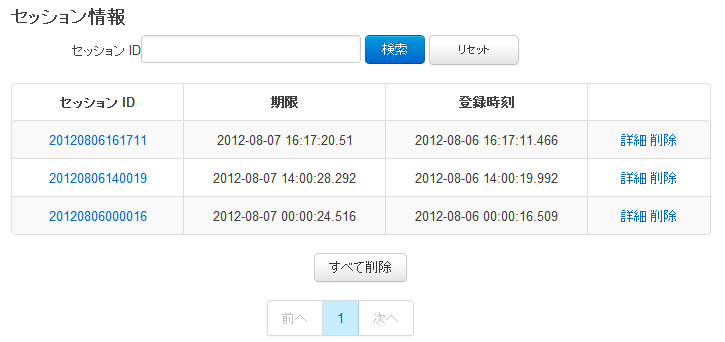 セッション情報
セッション ID 検索 リセット
セッション ID 期限 登録時刻
20120806161711 2012-08-07 16:17:20.51 2012-08-06 16:17:11.466 詳細 削除
20120806140019 2012-08-07 14:00:28.292 2012-08-06 14:00:19.992 詳細 削除
20120806000016 2012-08-07 00:00:24.516 2012-08-06 00:00:16.509 詳細 削除
すべて削除
前へ 1 次へ